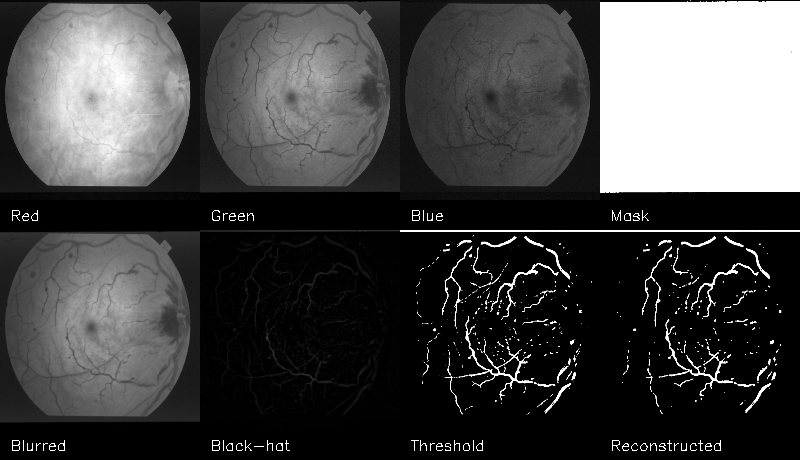 Red
Green
Blue
Mask
Blurred
Black-hat
Threshold
Reconstructed